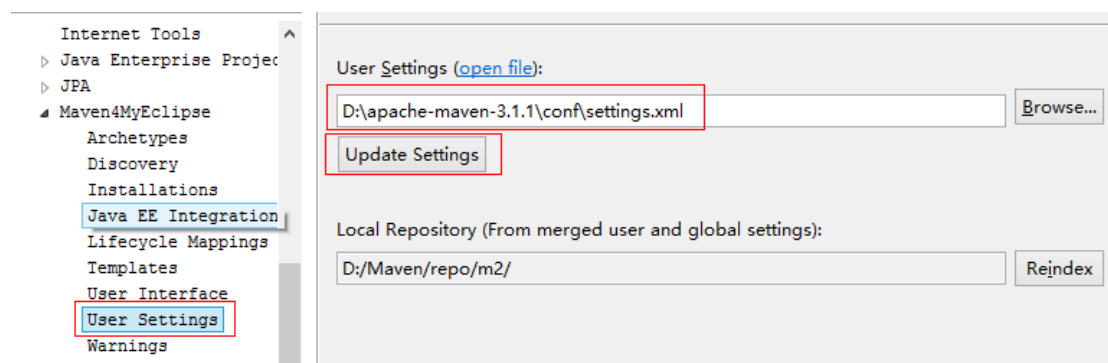 Internet Tools
Java Enterprise Projec
JPA
Maven4MyEclipse
Archetypes
Discovery
Installations
Java EE Integration
Lifecycle Mappings
Templates
User Interface
User Settings
Warnings
User Settings (open file):
D:\apache-maven-3.1.1\conf\settings.xml
Browse...
Update Settings
Local Repository (From merged user and global settings):
D:/Maven/repo/m2/
Reindex